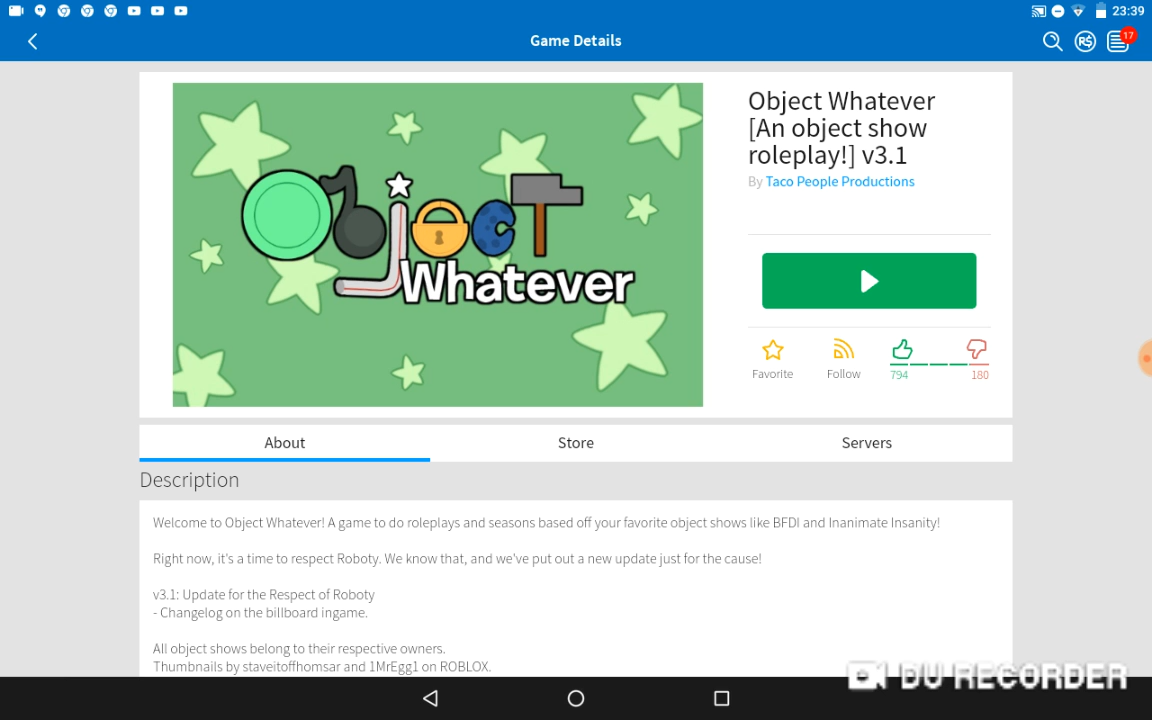 23:39
Game Details
R$
17
Object
Whatever
Object Whatever
[An object show
roleplay!] v3.1
By Taco People Productions
Favorite
Follow
794
180
About
Store
Servers
Description
Welcome to Object Whatever! A game to do roleplays and seasons based off your favorite object shows like BFDI and Inanimate Insanity!
Right now, it's a time to respect Roboty. We know that, and we've put out a new update just for the cause!
v3.1: Update for the Respect of Roboty
- Changelog on the billboard ingame.
All object shows belong to their respective owners.
Thumbnails by staveitoffhomsar and 1MrEgg1 on ROBLOX.
DU RECORDER